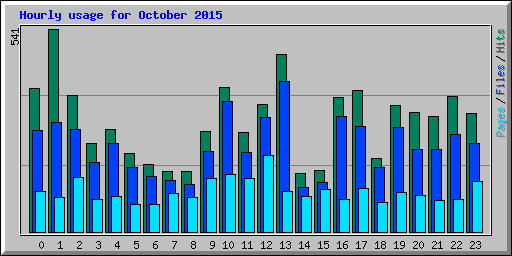 Hourly usage for October 2015
541
Pages / Files / Hits
0 1 2 3 4 5 6 7 8 9 10 11 12 13 14 15 16 17 18 19 20 21 22 23